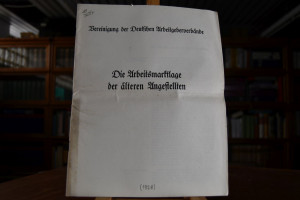 Vereinigung der Deutschen Arbeitgeberverbände
Die Arbeitsmarktlage
der älteren Angestellten